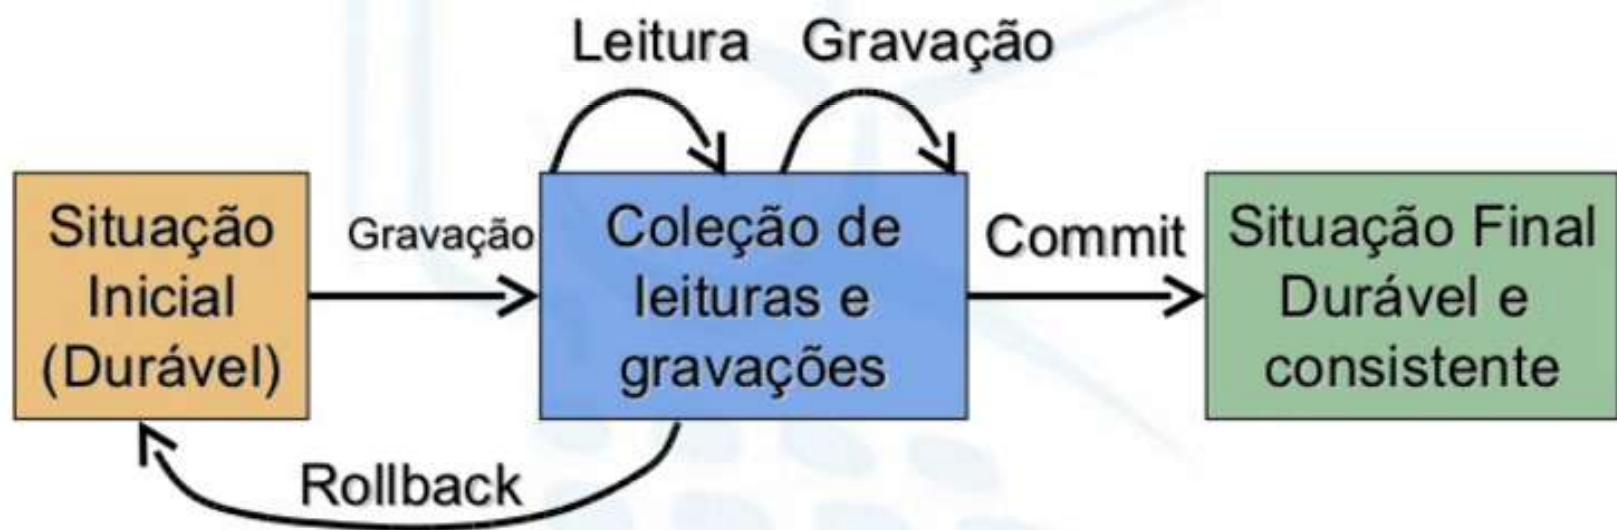 Leitura Gravação
Situação
Inicial
(Durável)
Gravação
Coleção de
leituras e
gravações
Commit
Situação Final
Durável e
consistente
Rollback